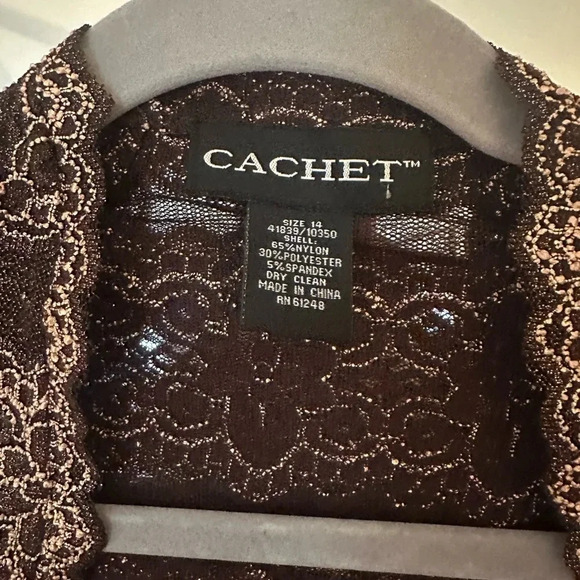 CACHET™
SIZE 14
41839/10350
SHELL:
65%NYLON
30%POLYESTER
5%SPANDEX
DRY CLEAN
MADE IN CHINA
RN 61248